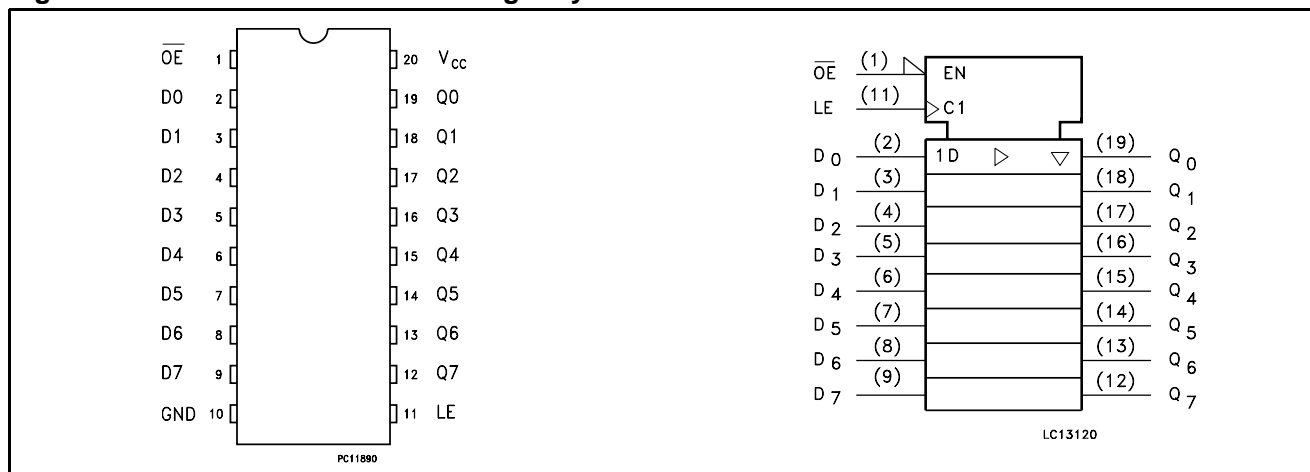 OE 1 20 VCC
D0 2 19 Q0
D1 3 18 Q1
D2 4 17 Q2
D3 5 16 Q3
D4 6 15 Q4
D5 7 14 Q5
D6 8 13 Q6
D7 9 12 Q7
GND 10 11 LE
PC11890
OE (1) EN
LE (11) C1
D0 (2) 1D (19) Q0
D1 (3) (18) Q1
D2 (4) (17) Q2
D3 (5) (16) Q3
D4 (6) (15) Q4
D5 (7) (14) Q5
D6 (8) (13) Q6
D7 (9) (12) Q7
LC13120